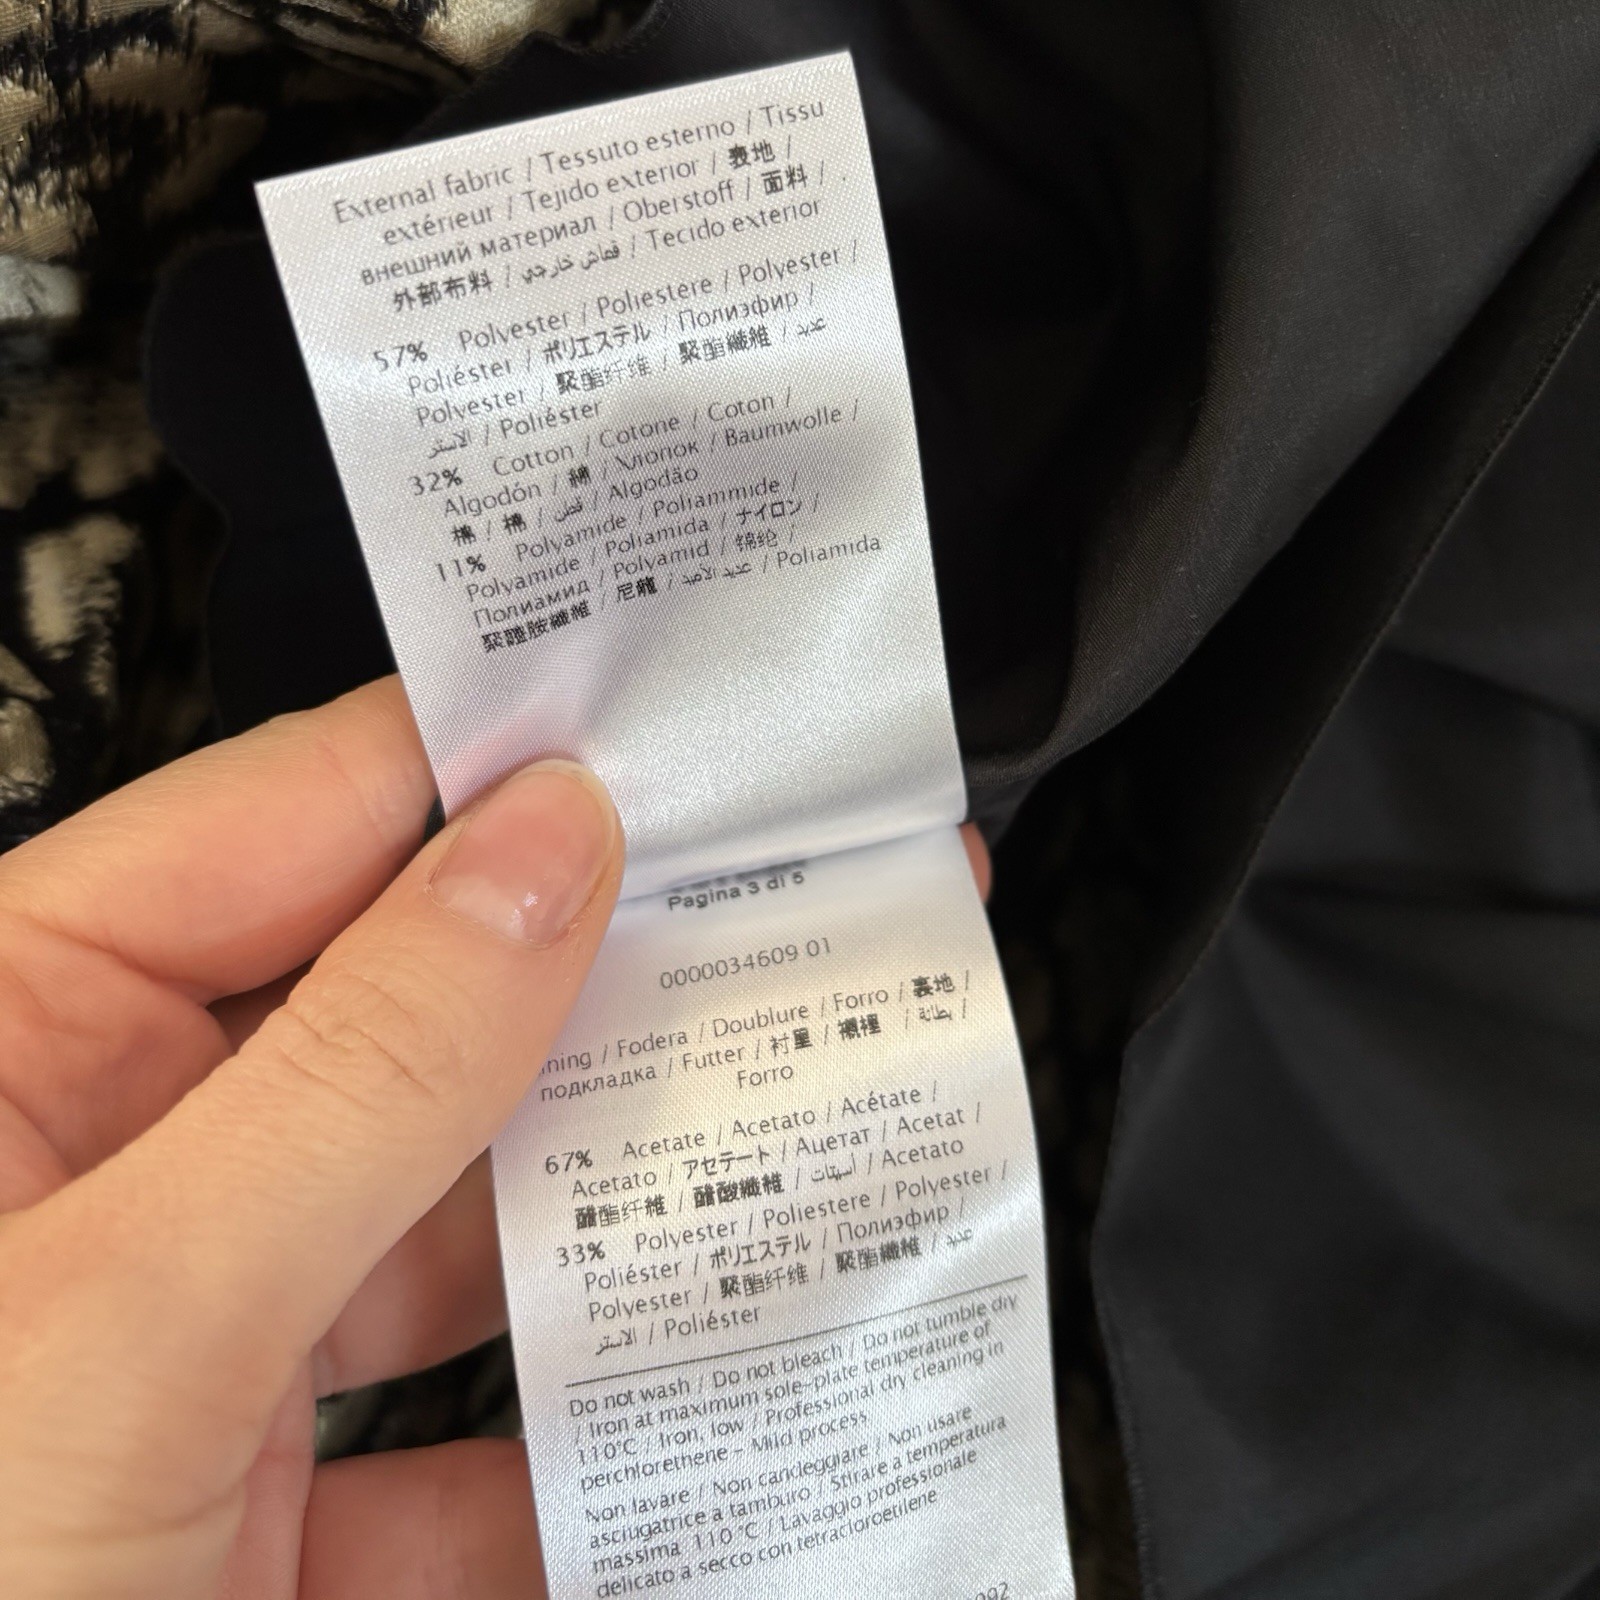 External fabric / Tessuto esterno / Tissu
extérieur / Tejido exterior / 表地 /
внешний материал / Oberstoff / 面料 /
外部布料 / قماش خارجي / Tecido exterior
57% Polyester / Poliestere / Polyester /
Poliéster / ポリエステル / Полиэфир /
Polyester / 聚酯纤维 / 聚酯纖維 / عديد
الاستر / Poliéster
32% Cotton / Cotone / Coton /
Algodón / 綿 / Хлопок / Baumwolle /
棉 / 棉 / قطن / Algodão
11% Polyamide / Poliammide /
Polyamide / Poliamida / ナイロン /
Полиамид / Polyamid / 锦纶 /
聚醯胺纖維 / 尼龍 / عديد الأميد / Poliamida
Pagina 3 di 5
0000034609 01
ning / Fodera / Doublure / Forro / 裏地 /
подкладка / Futter / 衬里 / 襯裡 / بطانة /
Forro
67% Acetate / Acetato / Acétate /
Acetato / アセテート / Ацетат / Acetat /
醋酯纤维 / 醋酸纖維 / أسيتات / Acetato
33% Polyester / Poliestere / Polyester /
Poliéster / ポリエステル / Полиэфир /
Polyester / 聚酯纤维 / 聚酯纖維 / عديد
الاستر / Poliéster
Do not wash / Do not bleach / Do not tumble dry
/ Iron at maximum sole-plate temperature of
110°C / Iron, low / Professional dry cleaning in
perchlorethene - Mild process
Non lavare / Non candeggiare / Non usare
asciugatrice a tamburo / Stirare a temperatura
massima 110 °C / Lavaggio professionale
delicato a secco con tetracloroetilene
092